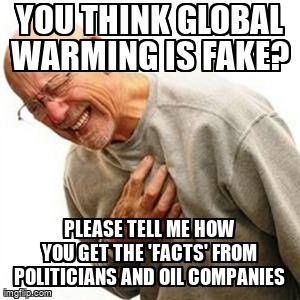 YOU THINK GLOBAL
WARMING IS FAKE?
PLEASE TELL ME HOW
YOU GET THE 'FACTS' FROM
POLITICIANS AND OIL COMPANIES
imgflip.com